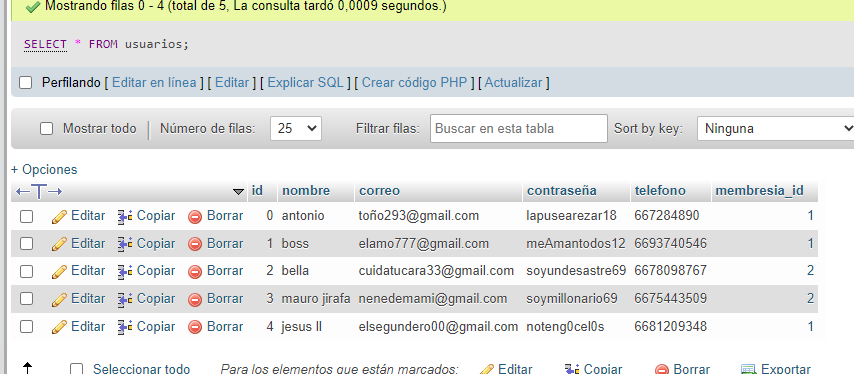 Mostrando filas 0 - 4 (total de 5, La consulta tardó 0,0009 segundos.)
SELECT * FROM usuarios;
Perfilando [ Editar en línea ] [ Editar ] [ Explicar SQL ] [ Crear código PHP ] [ Actualizar ]
Mostrar todo Número de filas: 25 Filtrar filas: Buscar en esta tabla Sort by key: Ninguna
+ Opciones
←T→ id nombre correo contraseña telefono membresia_id
Editar Copiar Borrar 0 antonio toño293@gmail.com lapusearezar18 667284890 1
Editar Copiar Borrar 1 boss elamo777@gmail.com meAmantodos12 6693740546 1
Editar Copiar Borrar 2 bella cuidatucara33@gmail.com soyundesastre69 6678098767 2
Editar Copiar Borrar 3 mauro jirafa nenedemami@gmail.com soymillonario69 6675443509 2
Editar Copiar Borrar 4 jesus II elsegundero00@gmail.com noteng0cel0s 6681209348 1
Seleccionar todo Para los elementos que están marcados: Editar Copiar Borrar Exportar